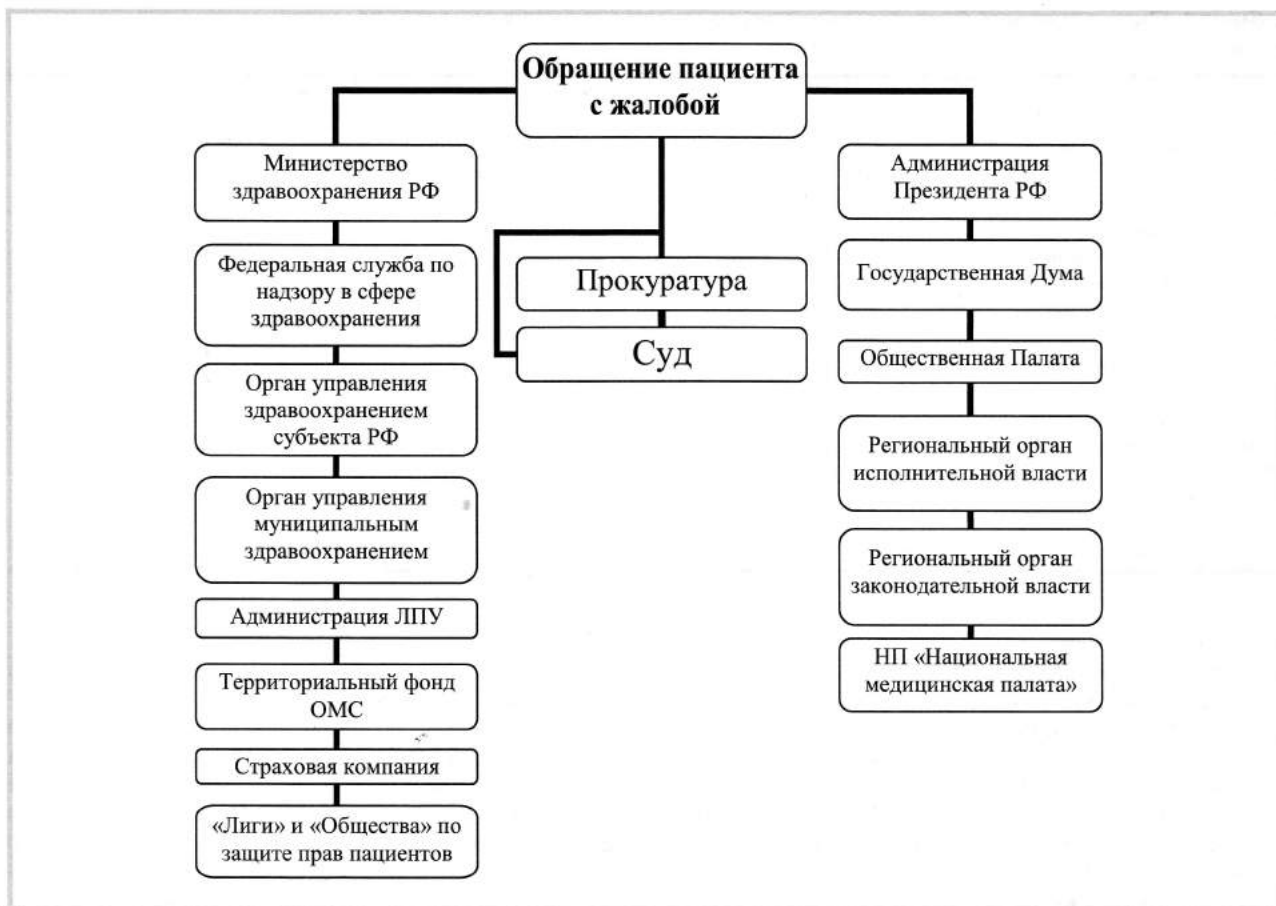 Обращение пациента
с жалобой
Министерство
здравоохранения РФ
Федеральная служба по
надзору в сфере
здравоохранения
Орган управления
здравоохранением
субъекта РФ
Орган управления
муниципальным
здравоохранением
Администрация ЛПУ
Территориальный фонд
ОМС
Страховая компания
«Лиги» и «Общества» по
защите прав пациентов
Прокуратура
Суд
Администрация
Президента РФ
Государственная Дума
Общественная Палата
Региональный орган
исполнительной власти
Региональный орган
законодательной власти
НП «Национальная
медицинская палата»